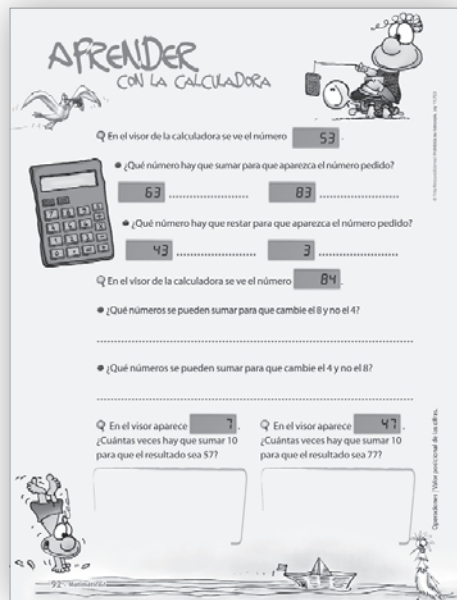 APRENDER
CON LA CALCULADORA
En el visor de la calculadora se ve el número 53.
¿Qué número hay que sumar para que aparezca el número pedido?
63 ........................ 83 ........................
¿Qué número hay que restar para que aparezca el número pedido?
43 ........................ 3 ........................
En el visor de la calculadora se ve el número 84.
¿Qué números se pueden sumar para que cambie el 8 y no el 4?
¿Qué números se pueden sumar para que cambie el 4 y no el 8?
En el visor aparece 7.
¿Cuántas veces hay que sumar 10
para que el resultado sea 57?
En el visor aparece 47.
¿Cuántas veces hay que sumar 10
para que el resultado sea 77?
Operaciones / Valor posicional de las cifras.
92 - Matemática